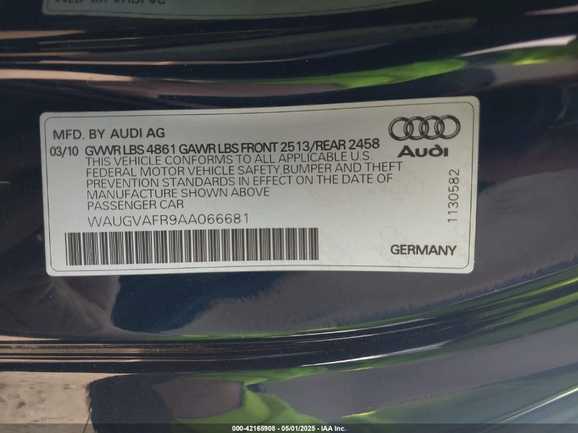 MFD. BY AUDI AG
03/10 GVWR LBS 4861 GAWR LBS FRONT 2513/REAR 2458
THIS VEHICLE CONFORMS TO ALL APPLICABLE U.S
FEDERAL MOTOR VEHICLE SAFETY BUMPER AND THEFT
PREVENTION STANDARDS IN EFFECT ON THE DATE OF
MANUFACTURE SHOWN ABOVE
PASSENGER CAR
WAUGVAFR9AA066681
Audi
1130582
GERMANY
000-42165908 - 05/01/2025 - IAA Inc.